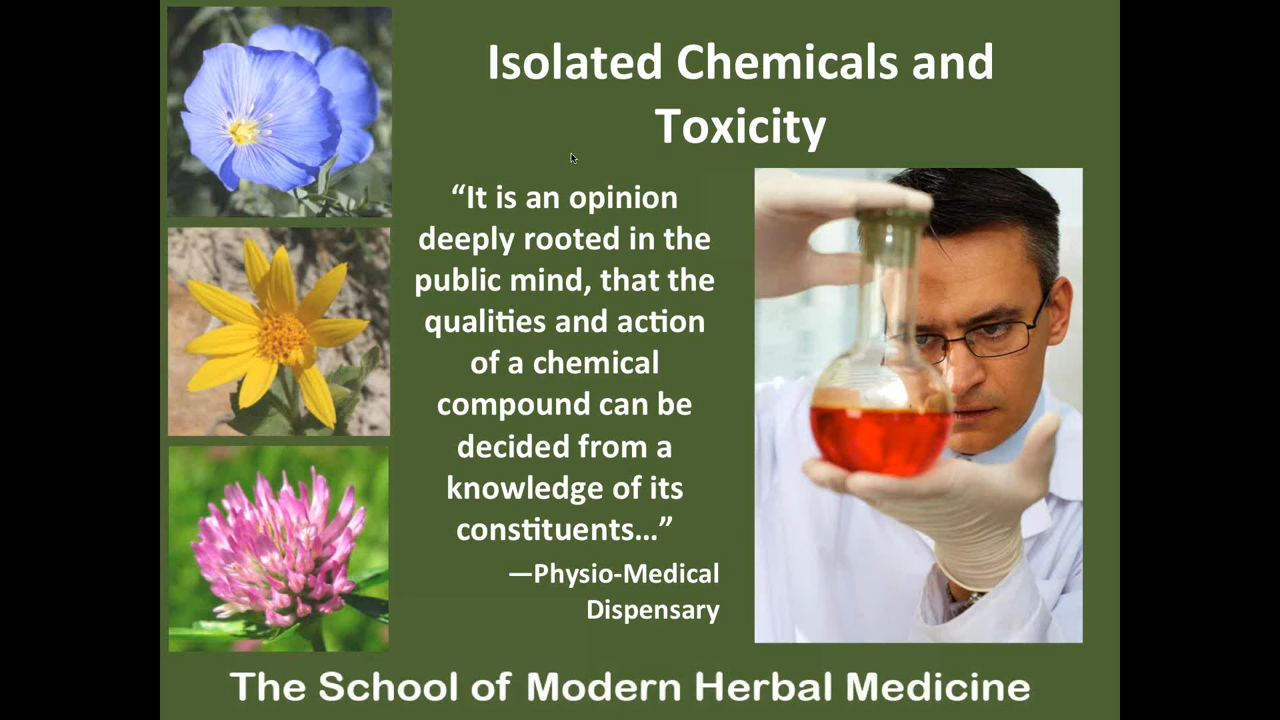 Isolated Chemicals and
Toxicity
“It is an opinion
deeply rooted in the
public mind, that the
qualities and action
of a chemical
compound can be
decided from a
knowledge of its
constituents…”
—Physio-Medical
Dispensary
The School of Modern Herbal Medicine